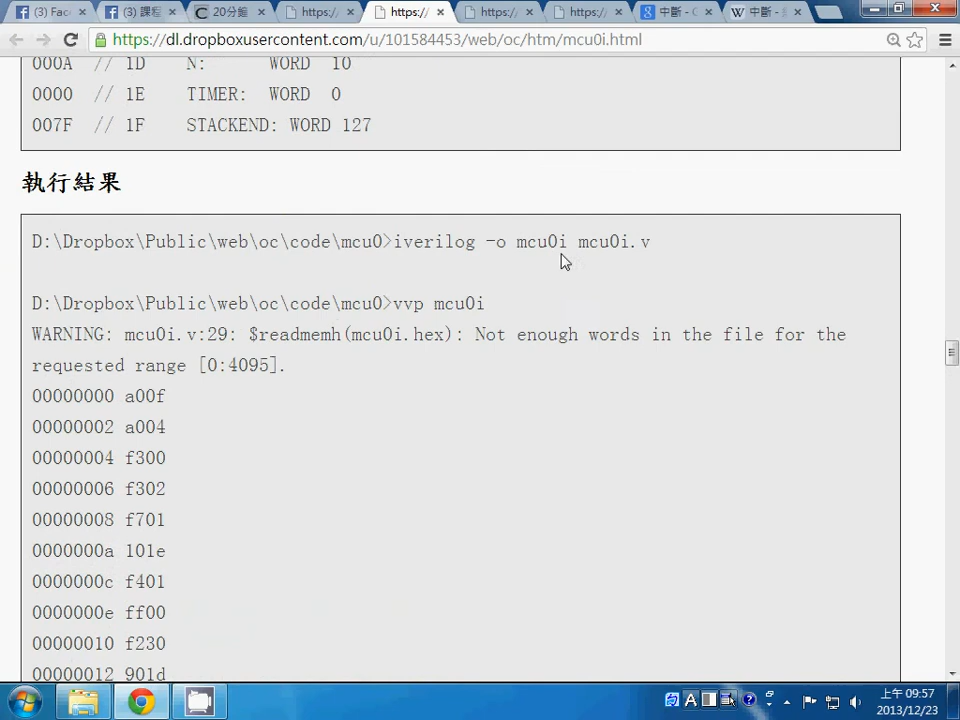 (3) Fac
(3) 課程
20分鐘
https:/
https:/
https:/
https:/
中斷 - G
中斷 -
https://dl.dropboxusercontent.com/u/101584453/web/oc/htm/mcu0i.html
000A // 1D N: WORD 10
0000 // 1E TIMER: WORD 0
007F // 1F STACKEND: WORD 127
執行結果
D:\Dropbox\Public\web\oc\code\mcu0>iverilog -o mcu0i mcu0i.v
D:\Dropbox\Public\web\oc\code\mcu0>vvp mcu0i
WARNING: mcu0i.v:29: $readmemh(mcu0i.hex): Not enough words in the file for the
requested range [0:4095].
00000000 a00f
00000002 a004
00000004 f300
00000006 f302
00000008 f701
0000000a 101e
0000000c f401
0000000e ff00
00000010 f230
00000012 901d
上午 09:57
2013/12/23